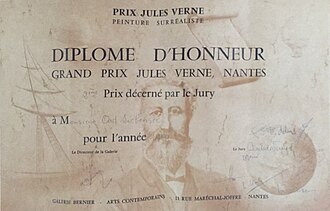 PRIX JULES VERNE
PEINTURE SURRÉALISTE
DIPLOME D'HONNEUR
GRAND PRIX JULES VERNE, NANTES
Prix décerné par le Jury
à M
pour l'année
Le Directeur de la Galerie
Le Jury
GALERIE BERNIER - ARTS CONTEMPORAINS - 11, RUE MARÉCHAL-JOFFRE - NANTES